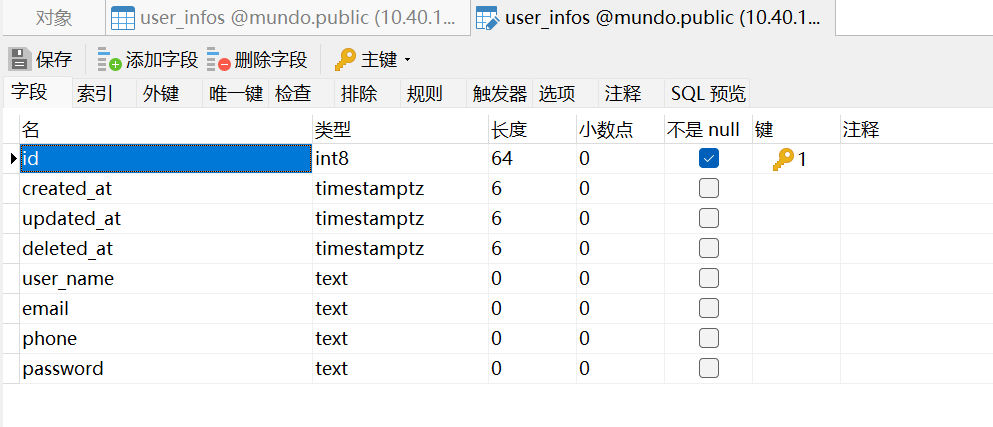 对象 user_infos @mundo.public (10.40.1... user_infos @mundo.public (10.40.1...
保存 添加字段 删除字段 主键
字段 索引 外键 唯一键 检查 排除 规则 触发器 选项 注释 SQL 预览
名 类型 长度 小数点 不是 null 键 注释
id int8 64 0 1
created_at timestamptz 6 0
updated_at timestamptz 6 0
deleted_at timestamptz 6 0
user_name text 0 0
email text 0 0
phone text 0 0
password text 0 0